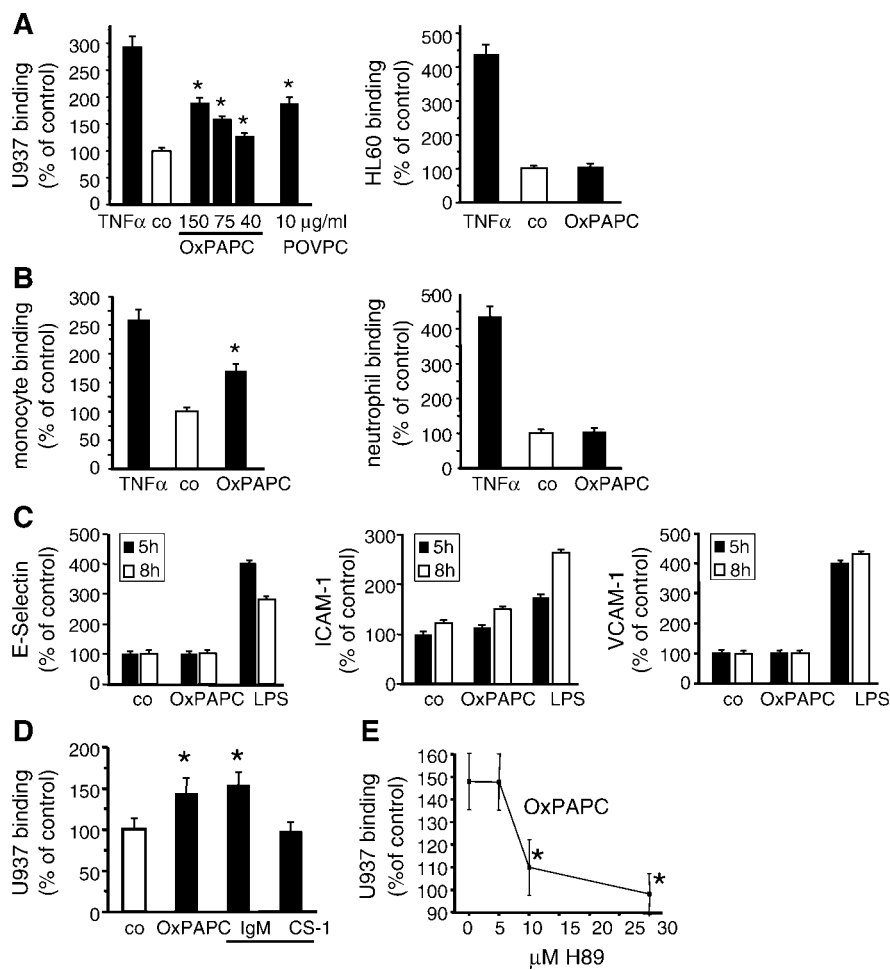 A
U937 binding
(% of control)
300
250
200
150
100
50
0
* * * *
TNFα co 150 75 40 10 μg/ml
OxPAPC POVPC
HL60 binding
(% of control)
500
400
300
200
100
0
TNFα co OxPAPC
B
monocyte binding
(% of control)
300
250
200
150
100
50
0
*
TNFα co OxPAPC
neutrophil binding
(% of control)
500
400
300
200
100
0
TNFα co OxPAPC
C
E-Selectin
(% of control)
500
400
300
200
100
0
5h
8h
co OxPAPC LPS
ICAM-1
(% of control)
300
200
100
0
5h
8h
co OxPAPC LPS
VCAM-1
(% of control)
500
400
300
200
100
0
5h
8h
co OxPAPC LPS
D
U937 binding
(% of control)
200
150
100
50
0
* *
co OxPAPC IgM CS-1
E
U937 binding
(%of control)
160
150
140
130
120
110
100
90
OxPAPC
* *
0 5 10 15 20 25 30
μM H89